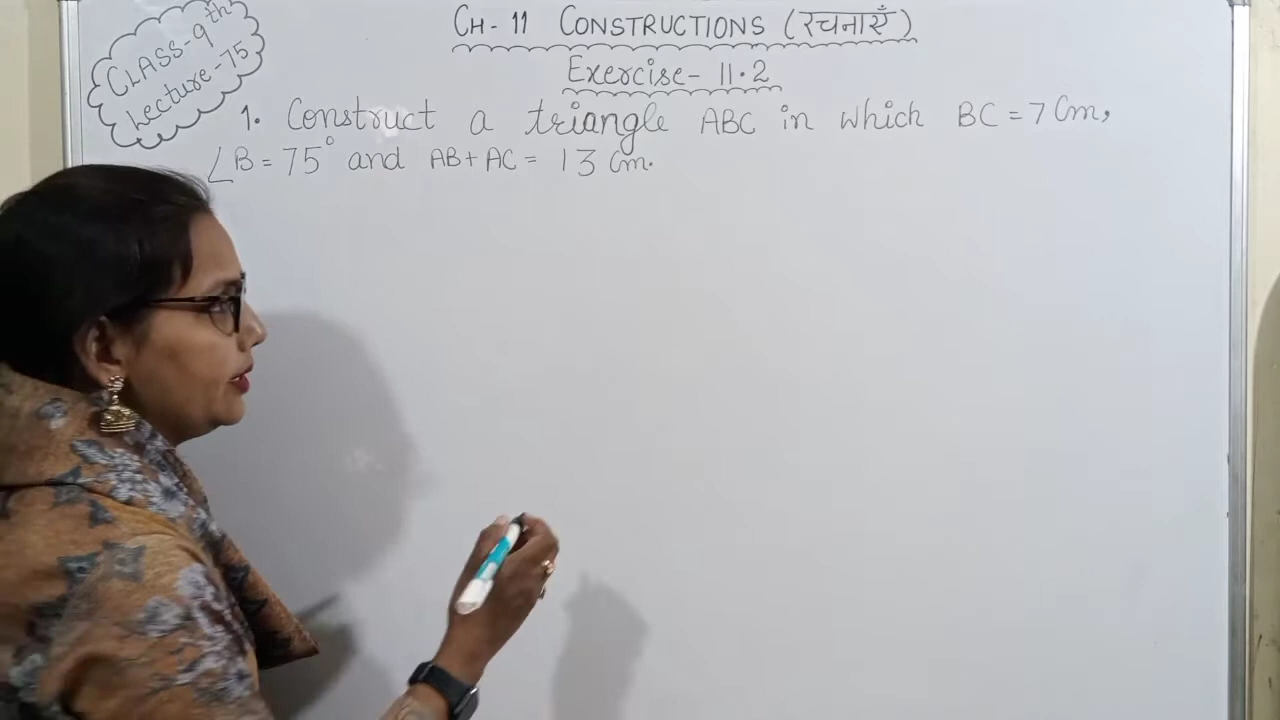 CLASS-9th
Lecture-75
CH-11 CONSTRUCTIONS (रचनाएँ)
Exercise-11.2
1. Construct a triangle ABC in which BC = 7 Cm,
∠B = 75° and AB + AC = 13 Cm.